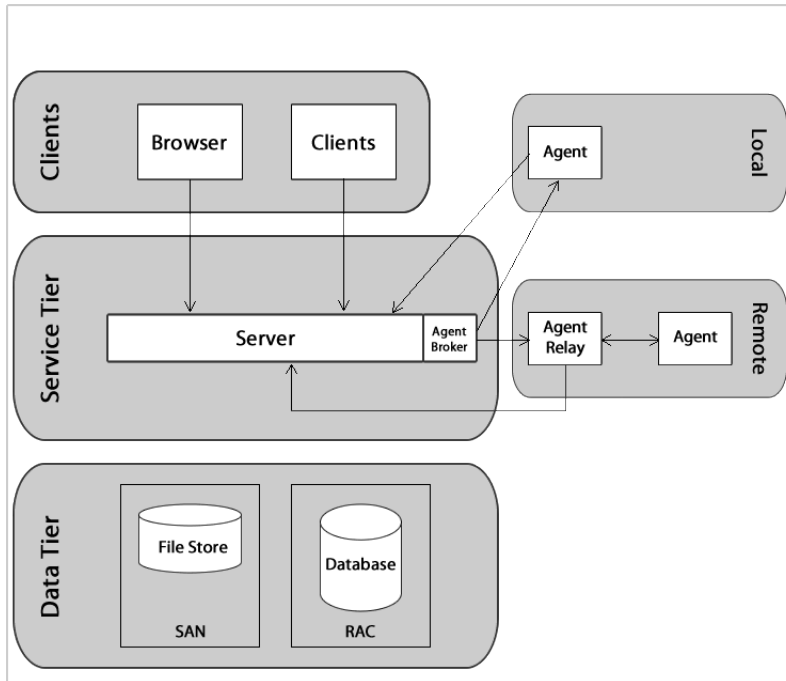 Clients
Browser
Clients
Local
Agent
Service Tier
Server
Agent
Broker
Remote
Agent
Relay
Agent
Data Tier
File Store
SAN
Database
RAC